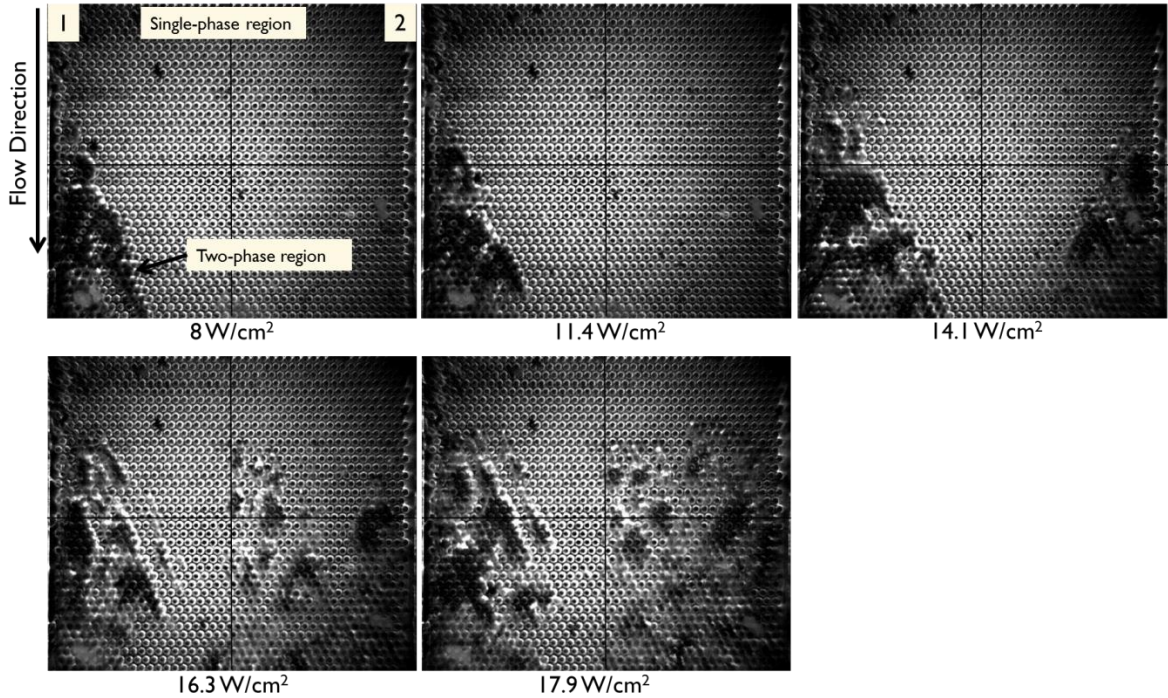 1
Single-phase region
2
Flow Direction
Two-phase region
8 W/cm²
11.4 W/cm²
14.1 W/cm²
16.3 W/cm²
17.9 W/cm²